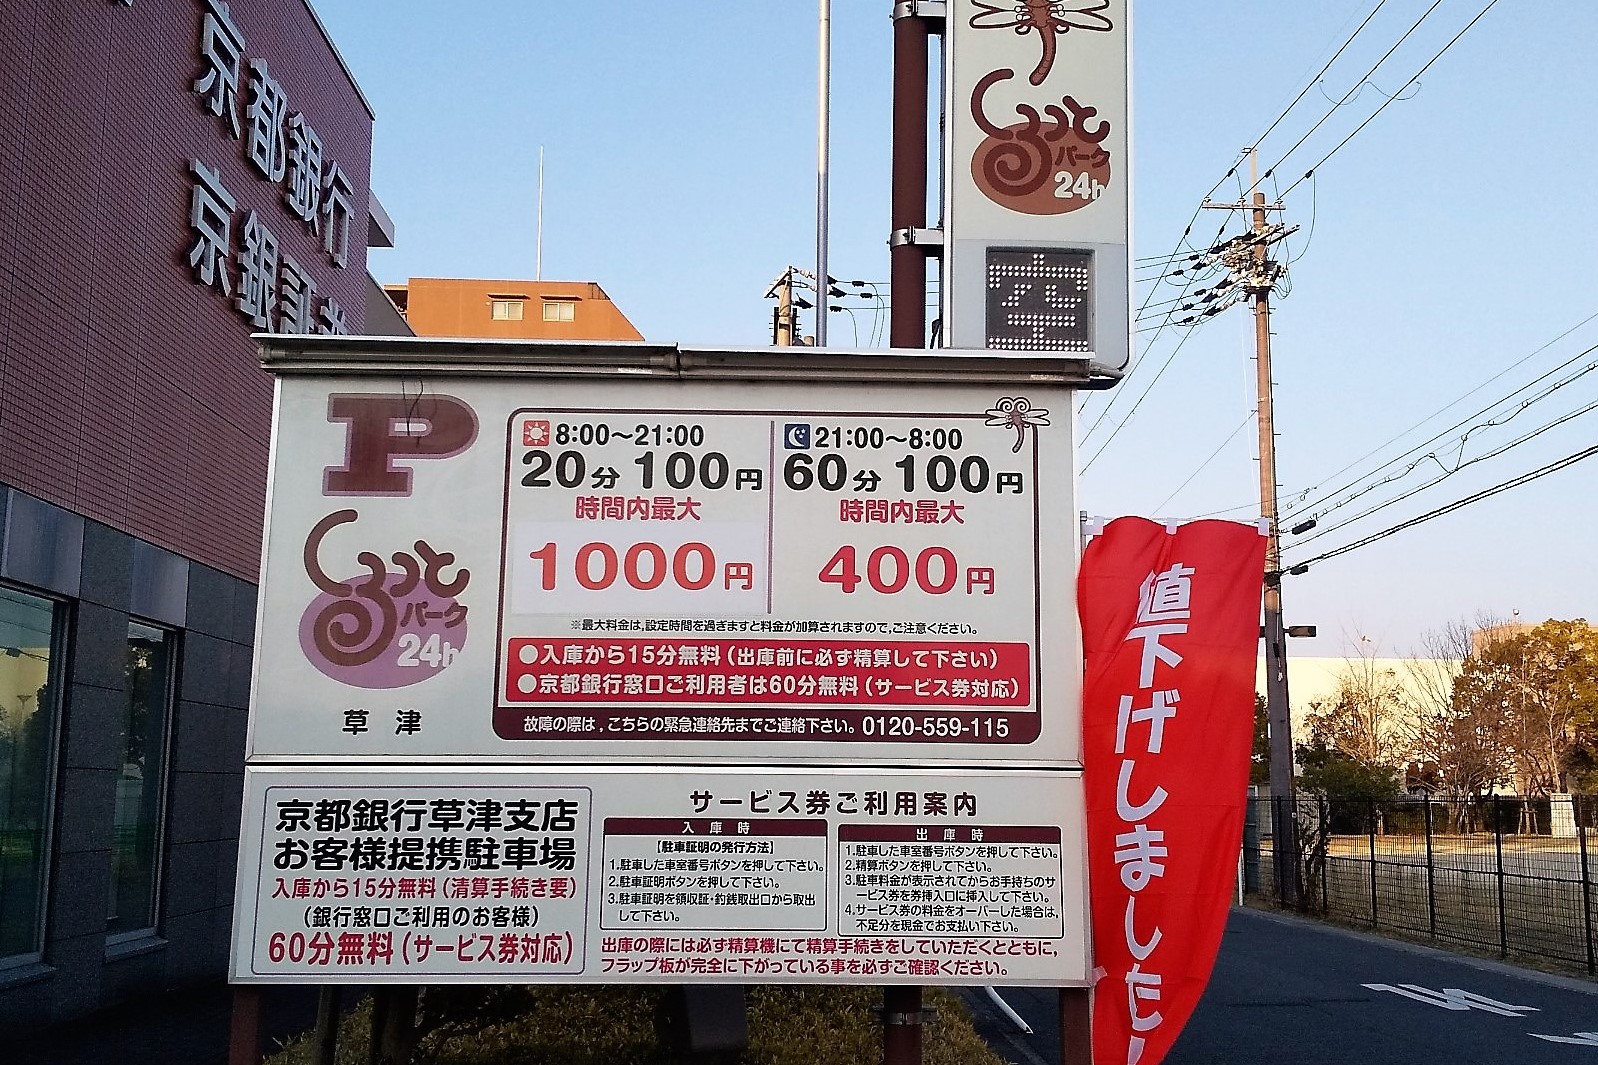 京都銀行
京銀証
くるっと
パーク
24h
空
P
くるっと
パーク
24h
草津
8:00～21:00
20分 100円
時間内最大
1000円
21:00～8:00
60分 100円
時間内最大
400円
※最大料金は,設定時間を過ぎますと料金が加算されますので,ご注意ください。
●入庫から15分無料(出庫前に必ず精算して下さい)
●京都銀行窓口ご利用者は60分無料(サービス券対応)
故障の際は,こちらの緊急連絡先までご連絡下さい。0120-559-115
京都銀行草津支店
お客様提携駐車場
入庫から15分無料(清算手続き要)
(銀行窓口ご利用のお客様)
60分無料(サービス券対応)
サービス券ご利用案内
入庫時
【駐車証明の発行方法】
1.駐車した車室番号ボタンを押して下さい。
2.駐車証明ボタンを押して下さい。
3.駐車証明を領収証・釣銭取出口から取出
して下さい。
出庫時
1.駐車した車室番号ボタンを押して下さい。
2.精算ボタンを押して下さい。
3.駐車料金が表示されてからお手持ちのサ
ービス券を券挿入口に挿入して下さい。
4.サービス券の料金をオーバーした場合は,
不足分を現金でお支払い下さい。
出庫の際には必ず精算機にて精算手続きをしていただくとともに,
フラップ板が完全に下がっている事を必ずご確認ください。
値下げしました！